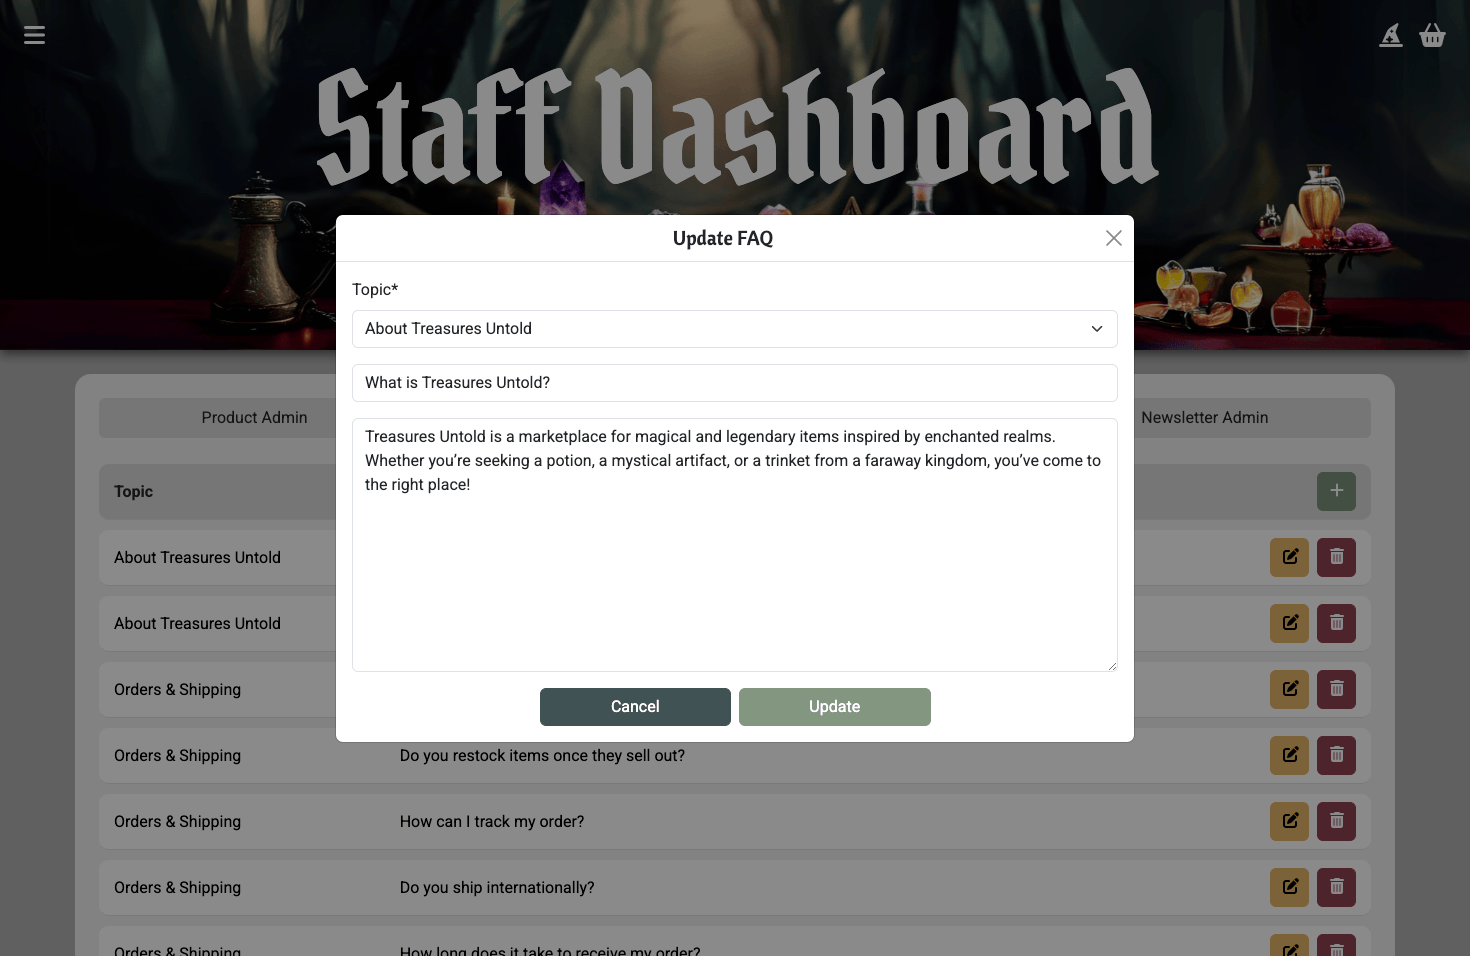 Staff Dashboard
Update FAQ
Topic*
About Treasures Untold
What is Treasures Untold?
Treasures Untold is a marketplace for magical and legendary items inspired by enchanted realms.
Whether you’re seeking a potion, a mystical artifact, or a trinket from a faraway kingdom, you’ve come to
the right place!
Cancel Update
Product Admin Newsletter Admin
Topic
About Treasures Untold
About Treasures Untold
Orders & Shipping
Orders & Shipping Do you restock items once they sell out?
Orders & Shipping How can I track my order?
Orders & Shipping Do you ship internationally?
Orders & Shipping How long does it take to receive my order?